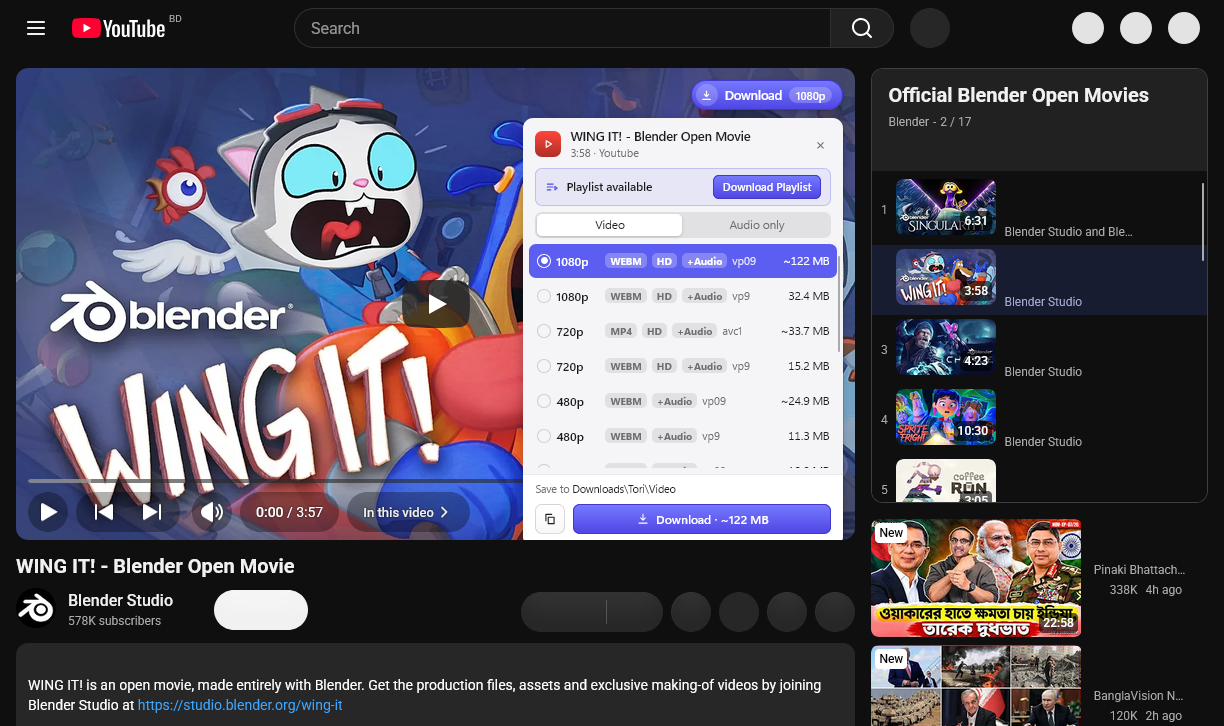 YouTube BD
Search
Download 1080p
WING IT! - Blender Open Movie
3:58 · Youtube
Playlist available
Download Playlist
Video
Audio only
1080p WEBM HD +Audio vp09 ~122 MB
1080p WEBM HD +Audio vp9 32.4 MB
720p MP4 HD +Audio avc1 ~33.7 MB
720p WEBM HD +Audio vp9 15.2 MB
480p WEBM +Audio vp09 ~24.9 MB
480p WEBM +Audio vp9 11.3 MB
Save to Downloads\Tori\Video
Download · ~122 MB
blender
WING IT!
0:00 / 3:57
In this video
WING IT! - Blender Open Movie
Blender Studio
578K subscribers
WING IT! is an open movie, made entirely with Blender. Get the production files, assets and exclusive making-of videos by joining
Blender Studio at https://studio.blender.org/wing-it
Official Blender Open Movies
Blender - 2 / 17
1
blender
SINGULARITY
6:31
Blender Studio and Ble...
blender
WING IT!
3:58
Blender Studio
3
4:23
Blender Studio
4
SPRITE
FRIGHT
10:30
Blender Studio
5
coffee
RUN
3:05
New
ওয়াকারের হাতে ক্ষমতা চায় ইন্ডিয়া
তারেক দুধভাত
22:58
Pinaki Bhattach...
338K 4h ago
New
BanglaVision N...
120K 2h ago